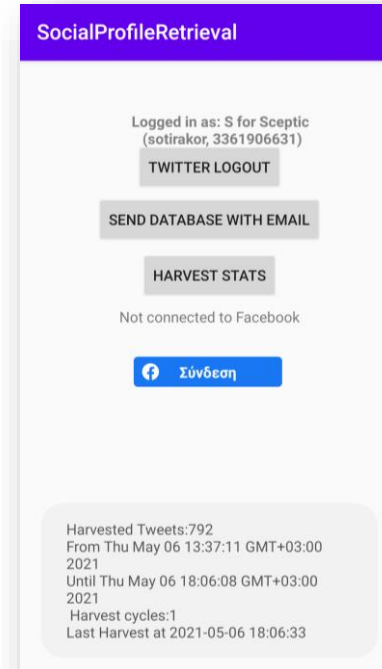 SocialProfileRetrieval
Logged in as: S for Sceptic
(sotirakor, 3361906631)
TWITTER LOGOUT
SEND DATABASE WITH EMAIL
HARVEST STATS
Not connected to Facebook
Σύνδεση
Harvested Tweets:792
From Thu May 06 13:37:11 GMT+03:00
2021
Until Thu May 06 18:06:08 GMT+03:00
2021
Harvest cycles:1
Last Harvest at 2021-05-06 18:06:33